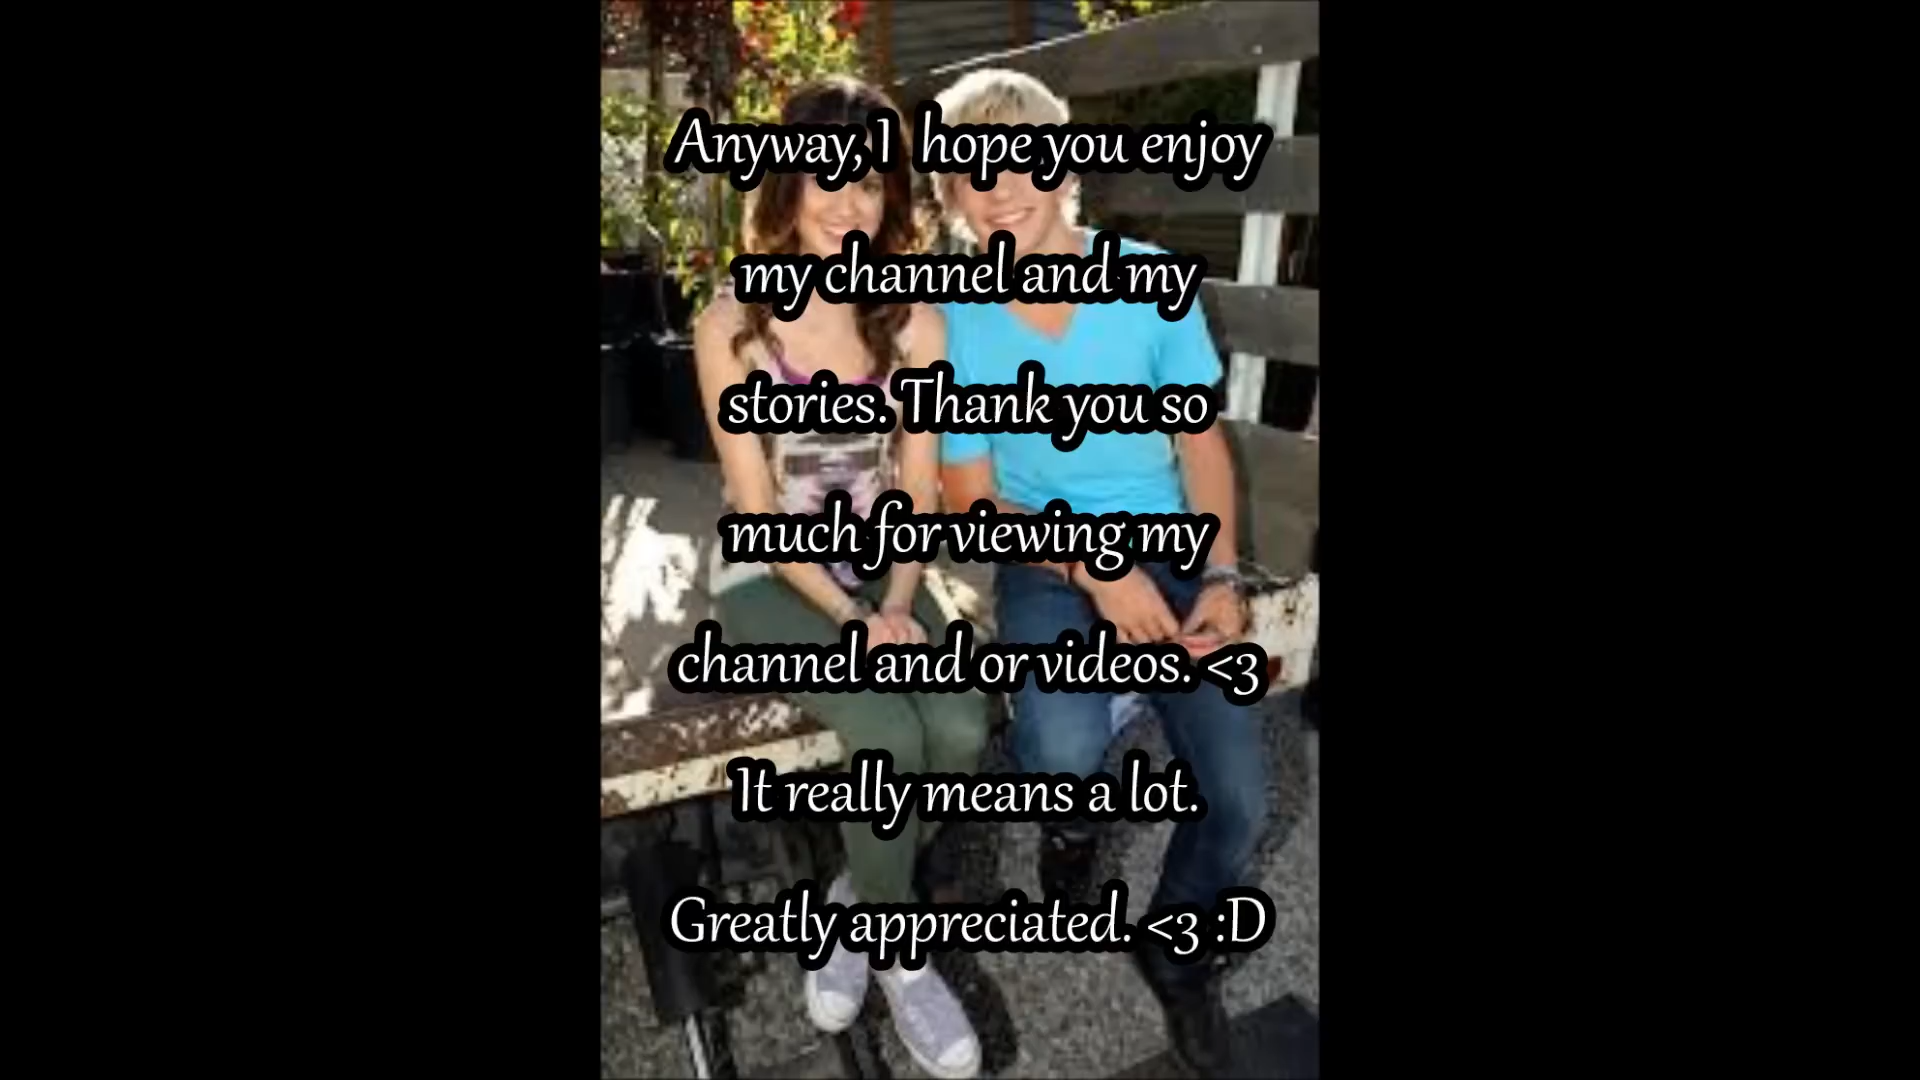 Anyway, I hope you enjoy
my channel and my
stories. Thank you so
much for viewing my
channel and or videos. <3
It really means a lot.
Greatly appreciated. <3 :D